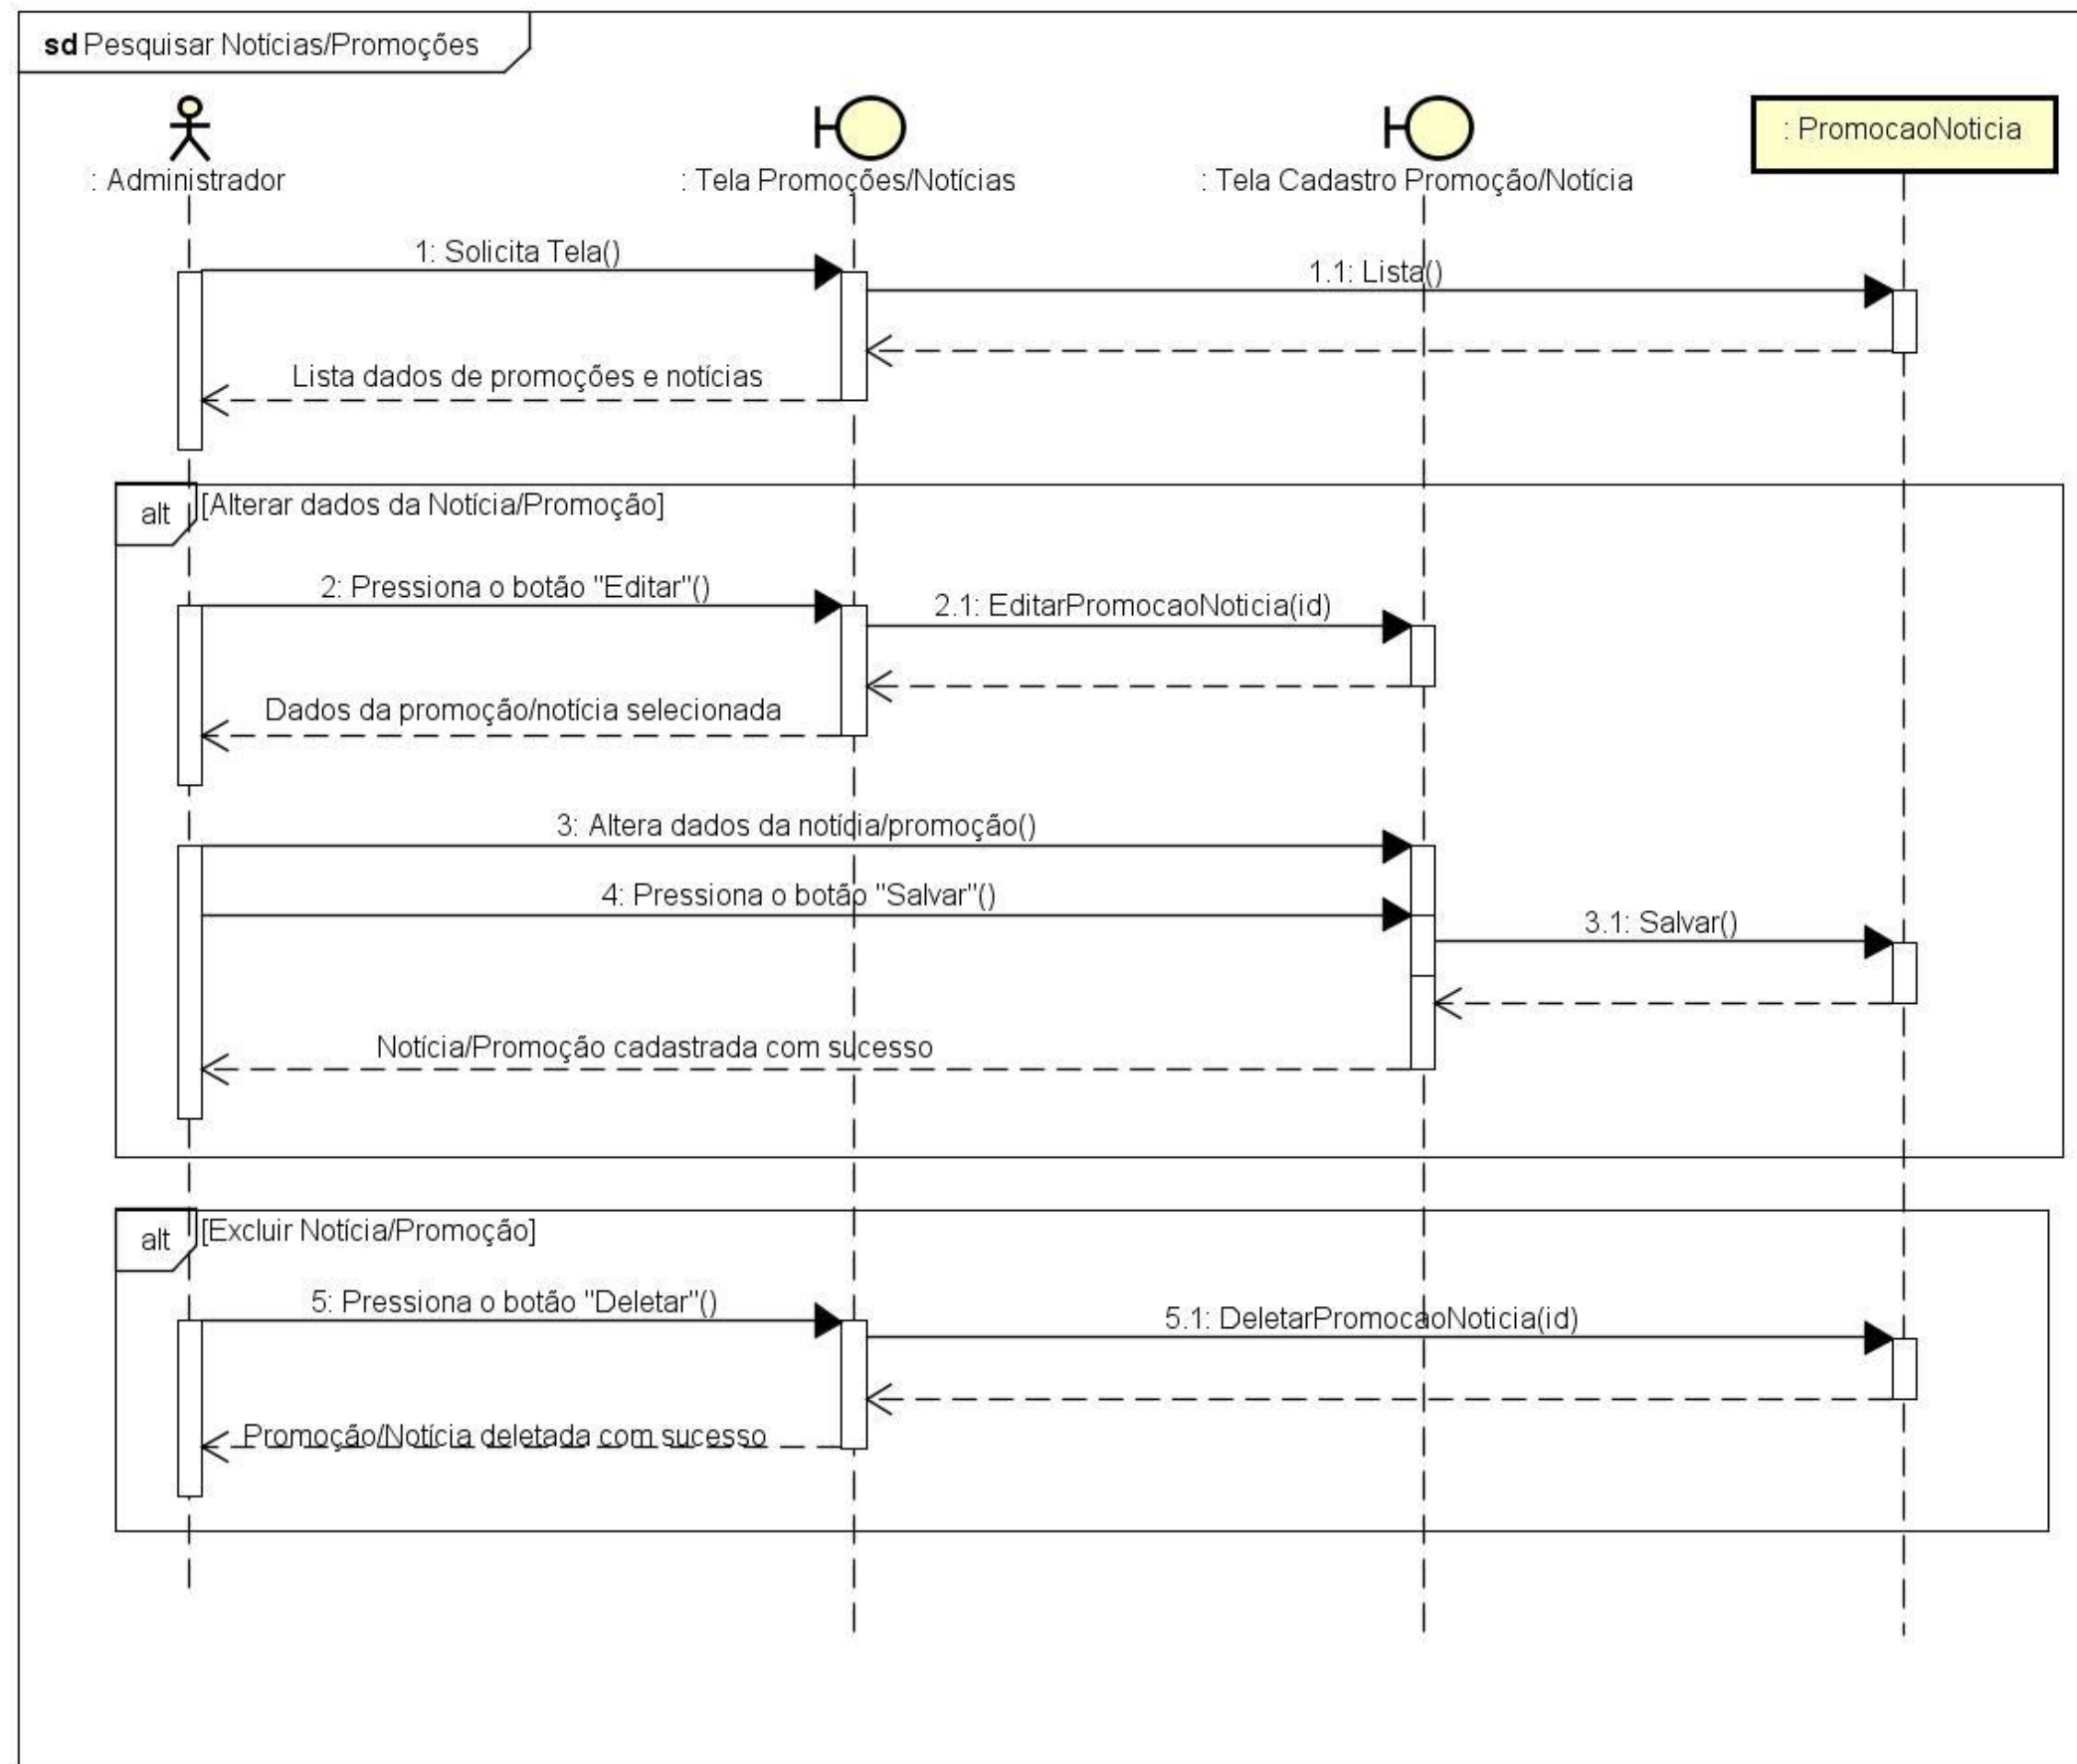 sd Pesquisar Notícias/Promoções
: Administrador
: Tela Promoções/Notícias
: Tela Cadastro Promoção/Notícia
: PromocaoNoticia
1: Solicita Tela()
1.1: Lista()
Lista dados de promoções e notícias
alt [Alterar dados da Notícia/Promoção]
2: Pressiona o botão "Editar"()
2.1: EditarPromocaoNoticia(id)
Dados da promoção/notícia selecionada
3: Altera dados da notícia/promoção()
4: Pressiona o botão "Salvar"()
3.1: Salvar()
Notícia/Promoção cadastrada com sucesso
alt [Excluir Notícia/Promoção]
5: Pressiona o botão "Deletar"()
5.1: DeletarPromocaoNoticia(id)
Promoção/Notícia deletada com sucesso